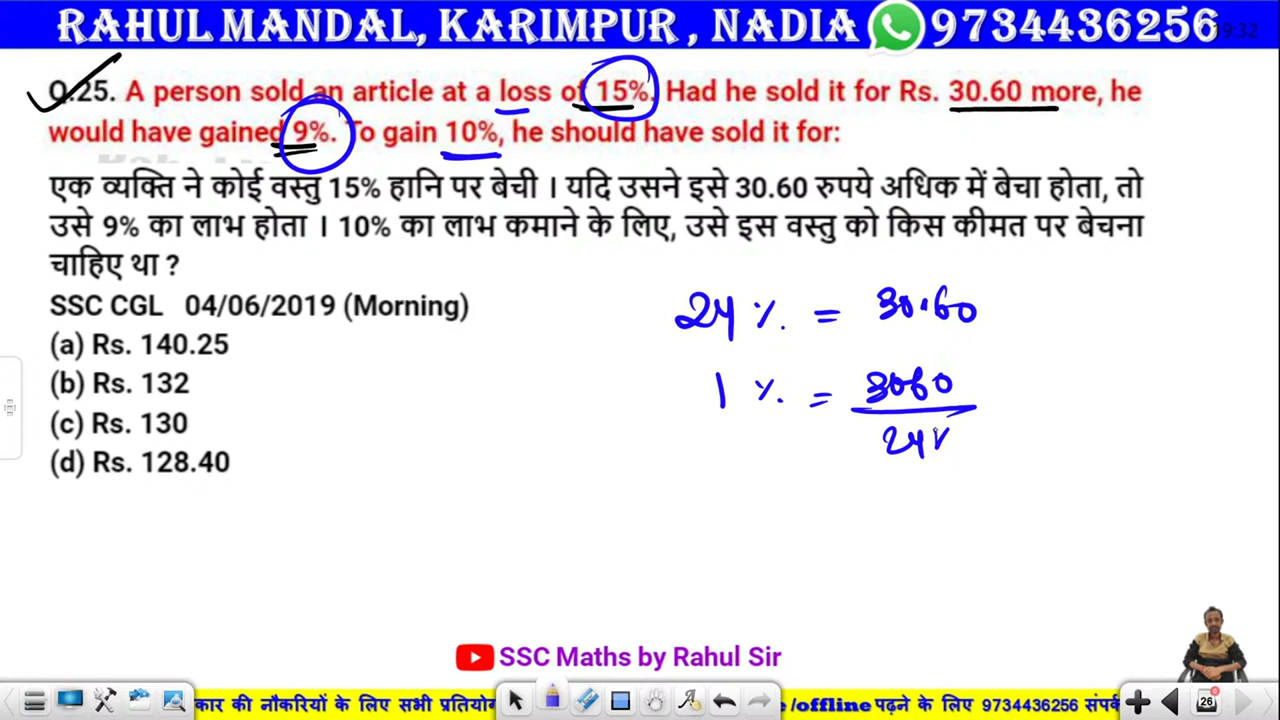 RAHUL MANDAL, KARIMPUR , NADIA 9734436256
Q.25. A person sold an article at a loss of 15%. Had he sold it for Rs. 30.60 more, he
would have gained 9%. To gain 10%, he should have sold it for:
एक व्यक्ति ने कोई वस्तु 15% हानि पर बेची । यदि उसने इसे 30.60 रुपये अधिक में बेचा होता, तो
उसे 9% का लाभ होता । 10% का लाभ कमाने के लिए, उसे इस वस्तु को किस कीमत पर बेचना
चाहिए था ?
SSC CGL 04/06/2019 (Morning)
(a) Rs. 140.25
(b) Rs. 132
(c) Rs. 130
(d) Rs. 128.40
24 % = 30.60
1 % = 3060
24
SSC Maths by Rahul Sir
कार की नौकरियों के लिए सभी प्रतियोग
/offline पढ़ने के लिए 9734436256 संपर्क
26